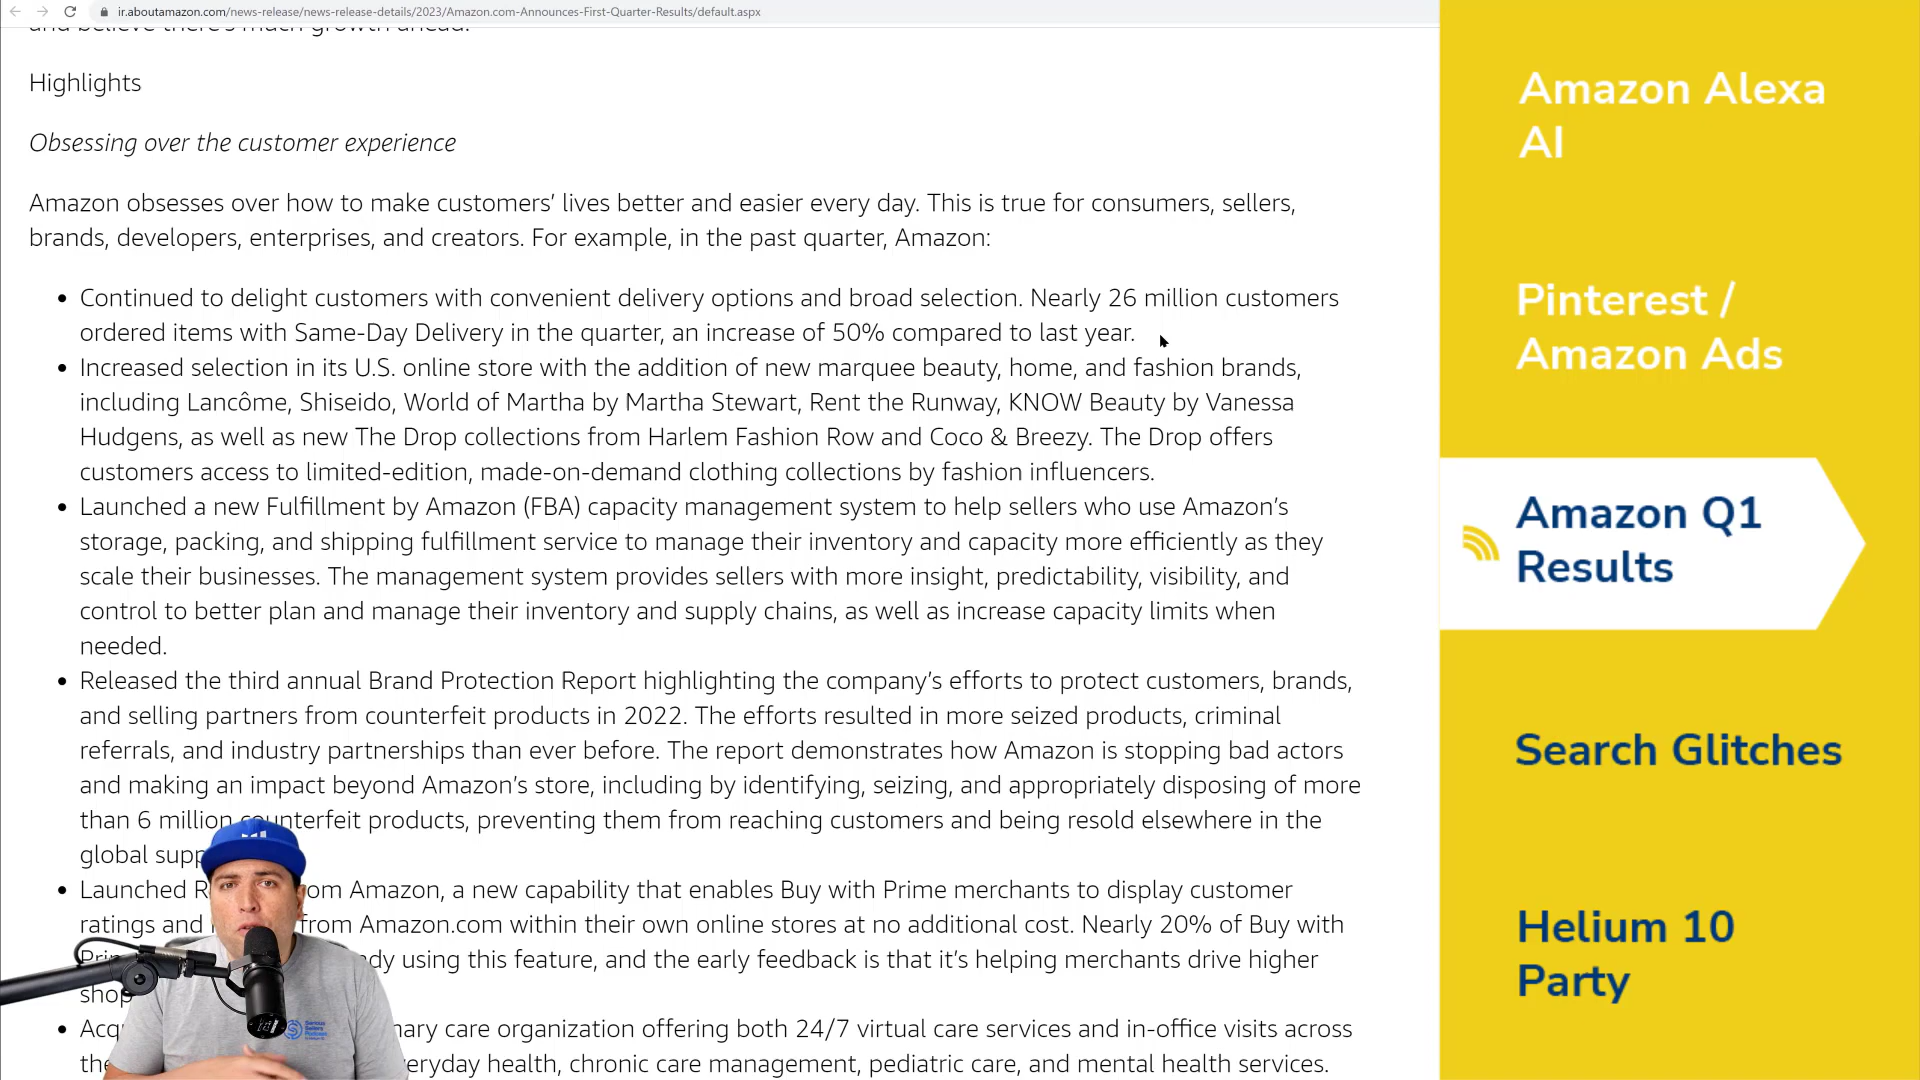 ir.aboutamazon.com/news-release/news-release-details/2023/Amazon.com-Announces-First-Quarter-Results/default.aspx
and believe there's much growth ahead.
Highlights
Obsessing over the customer experience
Amazon obsesses over how to make customers’ lives better and easier every day. This is true for consumers, sellers,
brands, developers, enterprises, and creators. For example, in the past quarter, Amazon:
• Continued to delight customers with convenient delivery options and broad selection. Nearly 26 million customers
ordered items with Same-Day Delivery in the quarter, an increase of 50% compared to last year.
• Increased selection in its U.S. online store with the addition of new marquee beauty, home, and fashion brands,
including Lancôme, Shiseido, World of Martha by Martha Stewart, Rent the Runway, KNOW Beauty by Vanessa
Hudgens, as well as new The Drop collections from Harlem Fashion Row and Coco & Breezy. The Drop offers
customers access to limited-edition, made-on-demand clothing collections by fashion influencers.
• Launched a new Fulfillment by Amazon (FBA) capacity management system to help sellers who use Amazon’s
storage, packing, and shipping fulfillment service to manage their inventory and capacity more efficiently as they
scale their businesses. The management system provides sellers with more insight, predictability, visibility, and
control to better plan and manage their inventory and supply chains, as well as increase capacity limits when
needed.
• Released the third annual Brand Protection Report highlighting the company’s efforts to protect customers, brands,
and selling partners from counterfeit products in 2022. The efforts resulted in more seized products, criminal
referrals, and industry partnerships than ever before. The report demonstrates how Amazon is stopping bad actors
and making an impact beyond Amazon’s store, including by identifying, seizing, and appropriately disposing of more
than 6 million counterfeit products, preventing them from reaching customers and being resold elsewhere in the
global
• Launched Amazon, a new capability that enables Buy with Prime merchants to display customer
ratings and from Amazon.com within their own online stores at no additional cost. Nearly 20% of Buy with
using this feature, and the early feedback is that it’s helping merchants drive higher
• care organization offering both 24/7 virtual care services and in-office visits across
health, chronic care management, pediatric care, and mental health services.
Amazon Alexa
AI
Pinterest /
Amazon Ads
Amazon Q1
Results
Search Glitches
Helium 10
Party